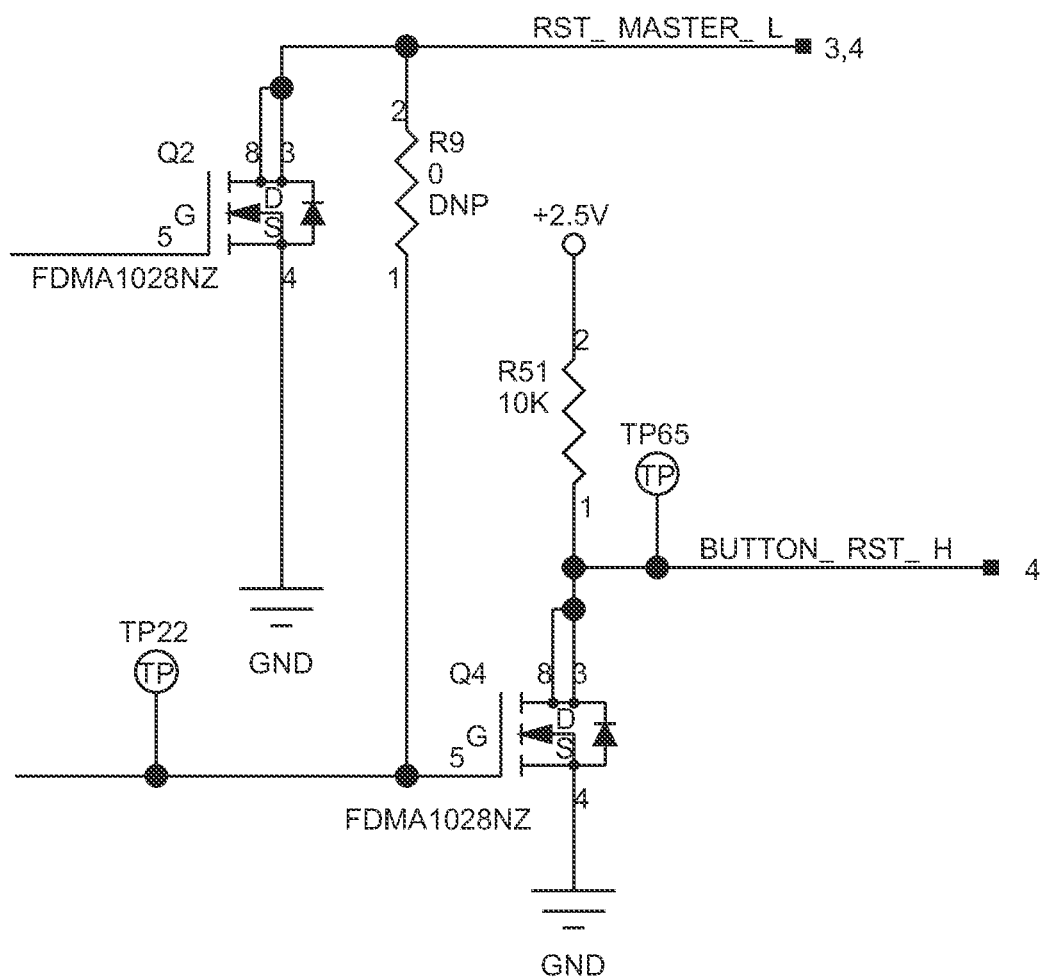 RST_ MASTER_ L
3,4
2
Q2
8 3
R9
0
DNP
D
G
S
5
+2.5V
FDMA1028NZ
4
1
2
R51
10K
TP65
TP
1
BUTTON_ RST_ H
4
TP22
TP
GND
Q4
8 3
D
G
S
5
4
FDMA1028NZ
GND